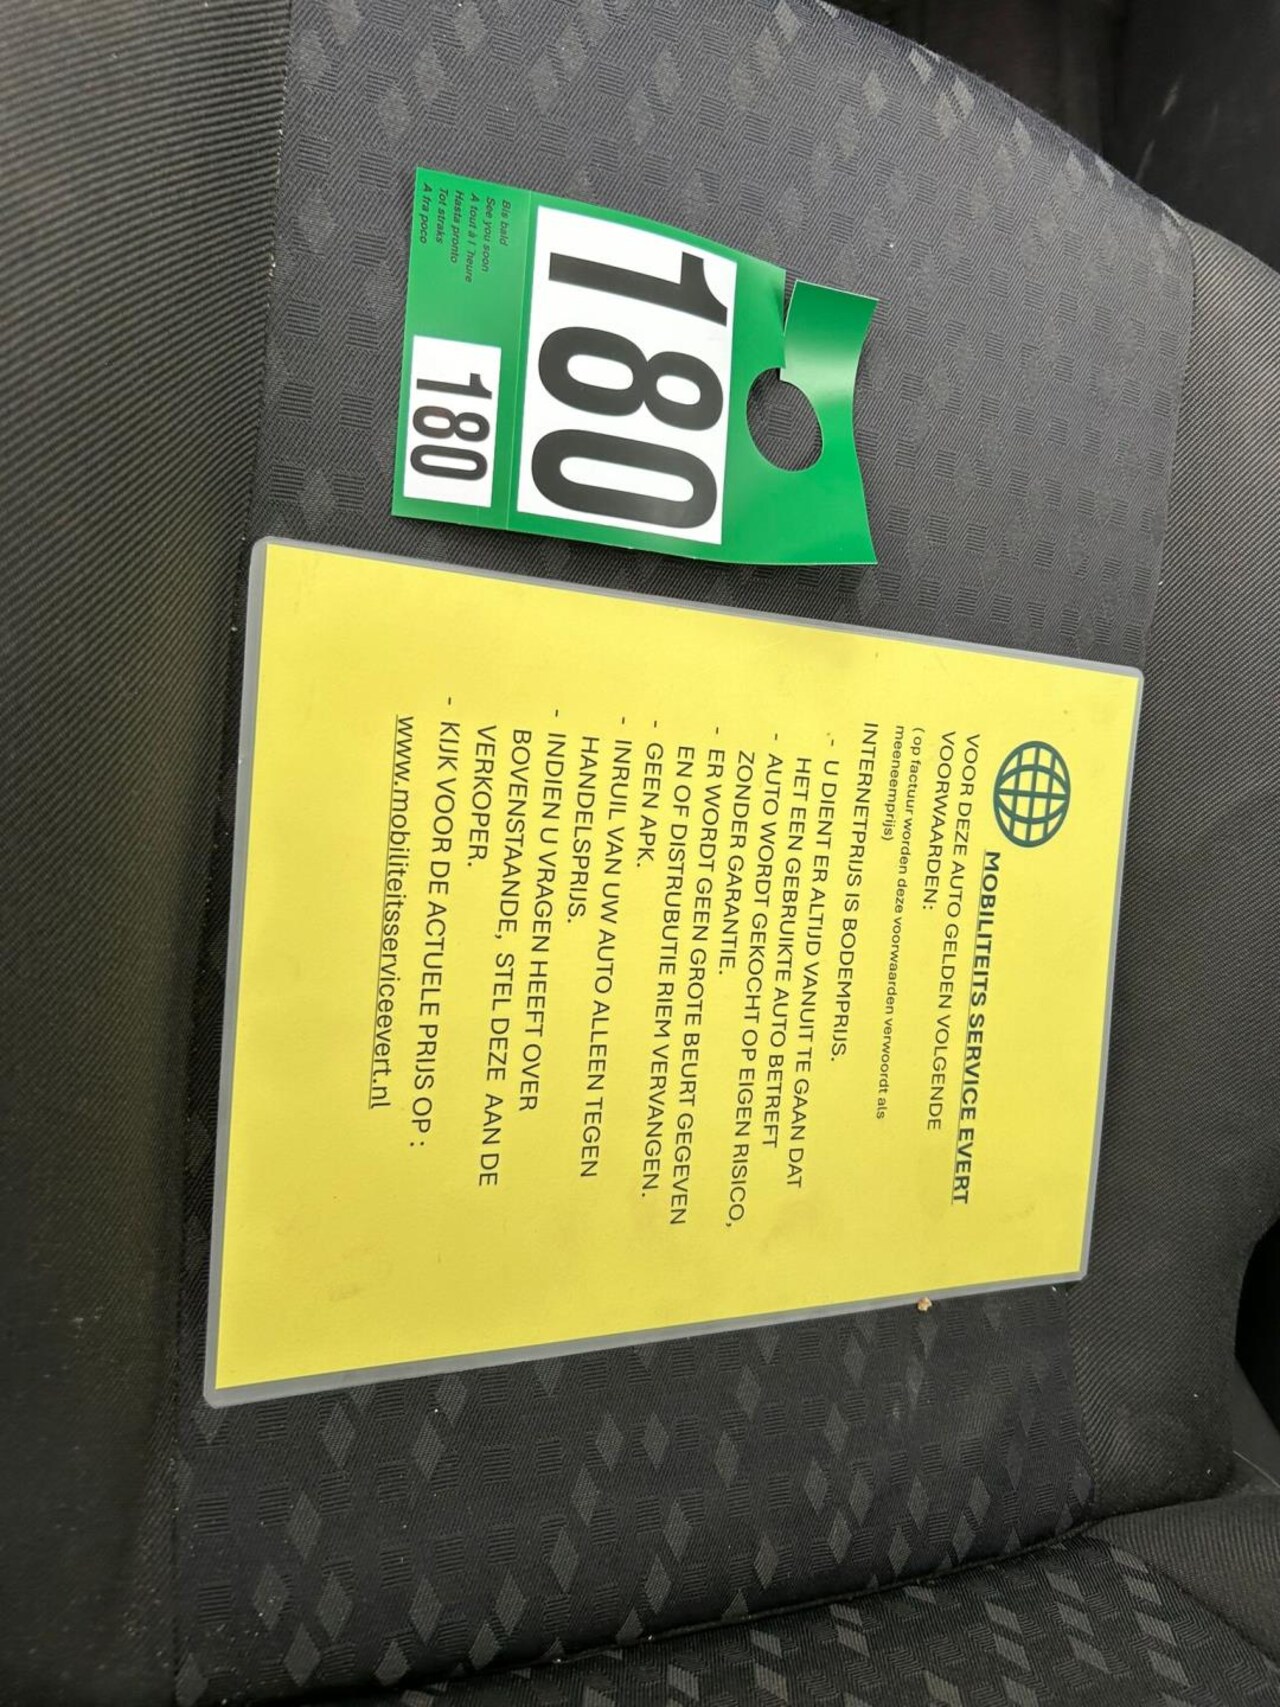 180
Bis bald
See you soon
A tout à l´heure
Hasta pronto
Tot straks
A fra poco
180
MOBILITEITS SERVICE EVERT
VOOR DEZE AUTO GELDEN VOLGENDE
VOORWAARDEN:
( op factuur worden deze voorwaarden verwoordt als
meeneemprijs)
INTERNETPRIJS IS BODEMPRIJS.
- U DIENT ER ALTIJD VANUIT TE GAAN DAT
HET EEN GEBRUIKTE AUTO BETREFT
- AUTO WORDT GEKOCHT OP EIGEN RISICO,
ZONDER GARANTIE.
- ER WORDT GEEN GROTE BEURT GEGEVEN
EN OF DISTRUBUTIE RIEM VERVANGEN.
- GEEN APK.
- INRUIL VAN UW AUTO ALLEEN TEGEN
HANDELSPRIJS.
- INDIEN U VRAGEN HEEFT OVER
BOVENSTAANDE, STEL DEZE AAN DE
VERKOPER.
- KIJK VOOR DE ACTUELE PRIJS OP :
www.mobiliteitsserviceevert.nl